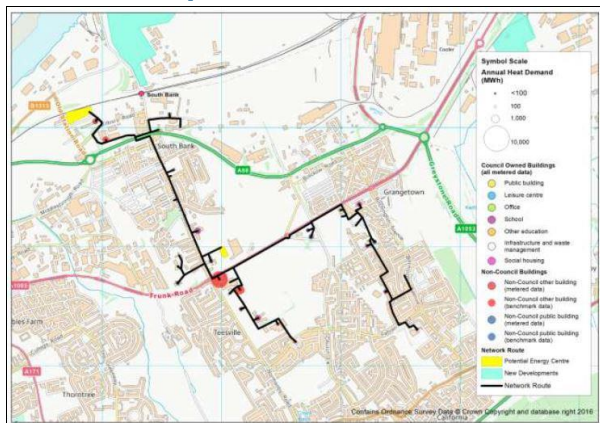 South Bank
South Bank
A66
Grangetown
Greystone Road
A1053
Trunk Road
Teesville
A171
Thorntree
California
Symbol Scale
Annual Heat Demand
(MWh)
<100
100
1,000
10,000
Council Owned Buildings
(all metered data)
Public building
Leisure centre
Office
School
Other education
Infrastructure and waste
management
Social housing
Non-Council Buildings
Non-Council other building
(metered data)
Non-Council other building
(benchmark data)
Non-Council public building
(metered data)
Non-Council public building
(benchmark data)
Network Route
Potential Energy Centre
New Developments
Network Route
Contains Ordnance Survey Data © Crown Copyright and database right 2016